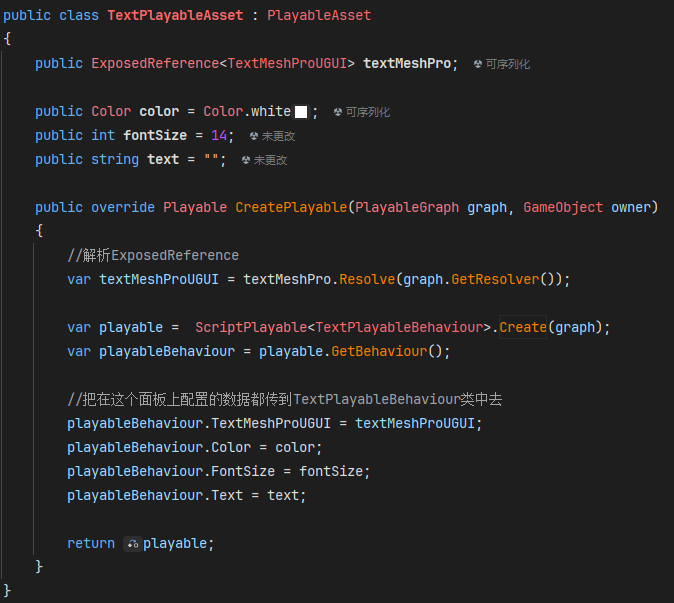 public class TextPlayableAsset : PlayableAsset
{
    public ExposedReference<TextMeshProUGUI> textMeshPro; 可序列化

    public Color color = Color.white; 可序列化
    public int fontSize = 14; 未更改
    public string text = ""; 未更改

    public override Playable CreatePlayable(PlayableGraph graph, GameObject owner)
    {
        //解析ExposedReference
        var textMeshProUGUI = textMeshPro.Resolve(graph.GetResolver());

        var playable =  ScriptPlayable<TextPlayableBehaviour>.Create(graph);
        var playableBehaviour = playable.GetBehaviour();

        //把在这个面板上配置的数据都传到TextPlayableBehaviour类中去
        playableBehaviour.TextMeshProUGUI = textMeshProUGUI;
        playableBehaviour.Color = color;
        playableBehaviour.FontSize = fontSize;
        playableBehaviour.Text = text;

        return playable;
    }
}